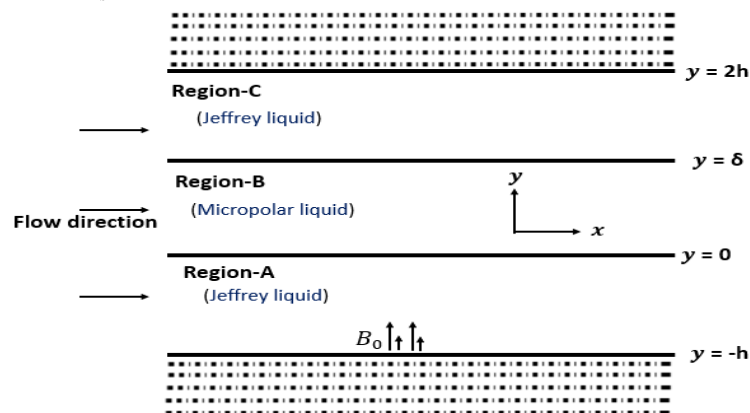 y = 2h
Region-C
(Jeffrey liquid)
y = δ
Region-B
y
(Micropolar liquid)
Flow direction
x
y = 0
Region-A
(Jeffrey liquid)
B₀
y = -h